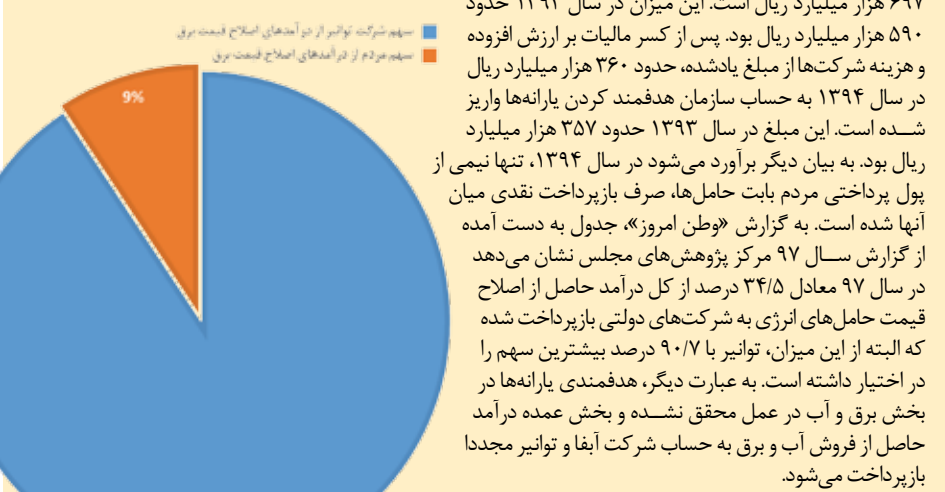 ۶۹۷ هزار میلیارد ریال است. این میزان در سال ۱۳۹۳ حدود
۵۹۰ هزار میلیارد ریال بود. پس از کسر مالیات بر ارزش افزوده
و هزینه شرکت‌ها از مبلغ یادشده، حدود ۳۶۰ هزار میلیارد ریال
در سال ۱۳۹۴ به حساب سازمان هدفمند کردن یارانه‌ها واریز
شده است. این مبلغ در سال ۱۳۹۳ حدود ۳۵۷ هزار میلیارد
ریال بود. به بیان دیگر برآورد می‌شود در سال ۱۳۹۴، تنها نیمی از
پول پرداختی مردم بابت حامل‌ها، صرف بازپرداخت نقدی میان
آنها شده است. به گزارش «وطن امروز»، جدول به دست آمده
از گزارش سال ۹۷ مرکز پژوهش‌های مجلس نشان می‌دهد
در سال ۹۷ معادل ۳۴/۵ درصد از کل درآمد حاصل از اصلاح
قیمت حامل‌های انرژی به شرکت‌های دولتی بازپرداخت شده
که البته از این میزان، توانیر با ۹۰/۷ درصد بیشترین سهم را
در اختیار داشته است. به عبارت دیگر، هدفمندی یارانه‌ها در
بخش برق و آب در عمل محقق نشده و بخش عمده درآمد
حاصل از فروش آب و برق به حساب شرکت آبفا و توانیر مجددا
بازپرداخت می‌شود.
سهم شرکت توانیر از درآمدهای اصلاح قیمت برق
سهم مردم از درآمدهای اصلاح قیمت برق
9%